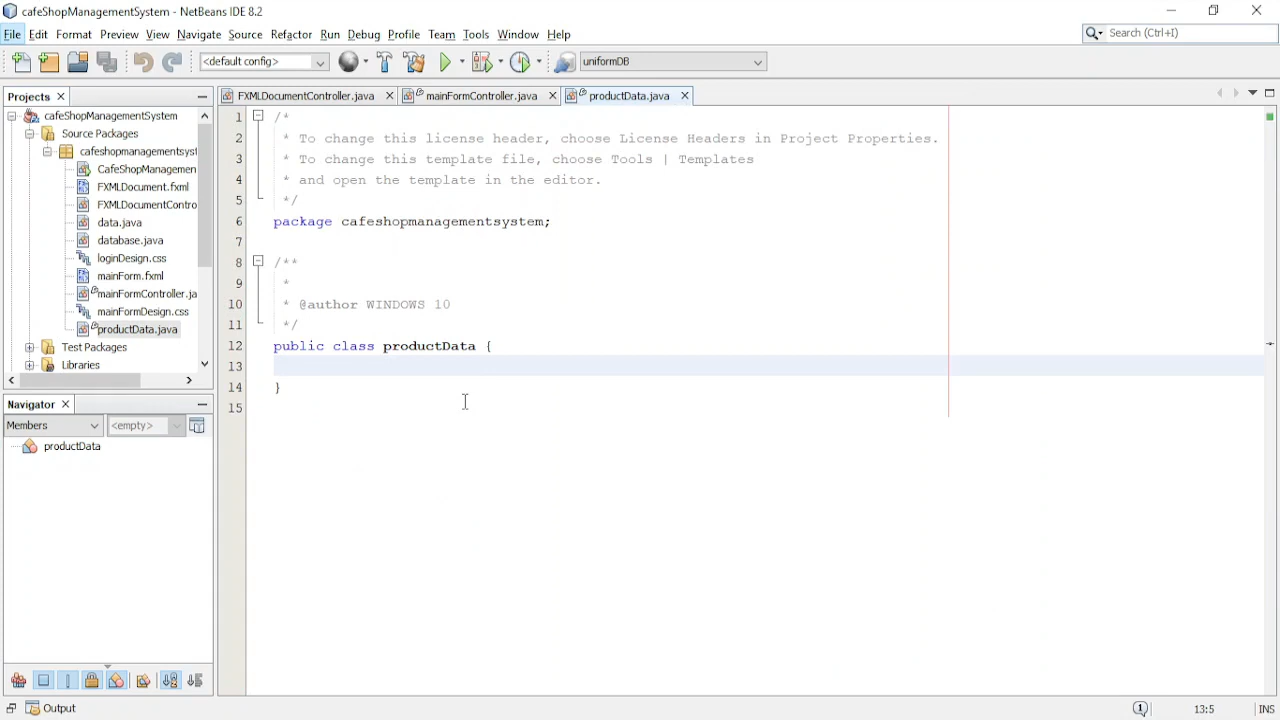 cafeShopManagementSystem - NetBeans IDE 8.2
File Edit Format Preview View Navigate Source Refactor Run Debug Profile Team Tools Window Help
Search (Ctrl+I)
<default config>
uniformDB
Projects
FXMLDocumentController.java
mainFormController.java
productData.java
cafeShopManagementSystem
Source Packages
cafeshopmanagementsyst
CafeShopManagemen
FXMLDocument.fxml
FXMLDocumentContro
data.java
database.java
loginDesign.css
mainForm.fxml
mainFormController.ja
mainFormDesign.css
productData.java
Test Packages
Libraries
Navigator
Members
<empty>
productData
1 /*
2 * To change this license header, choose License Headers in Project Properties.
3 * To change this template file, choose Tools | Templates
4 * and open the template in the editor.
5 */
6 package cafeshopmanagementsystem;
7
8 /**
9 *
10 * @author WINDOWS 10
11 */
12 public class productData {
13
14 }
15
Output
1
13:5
INS